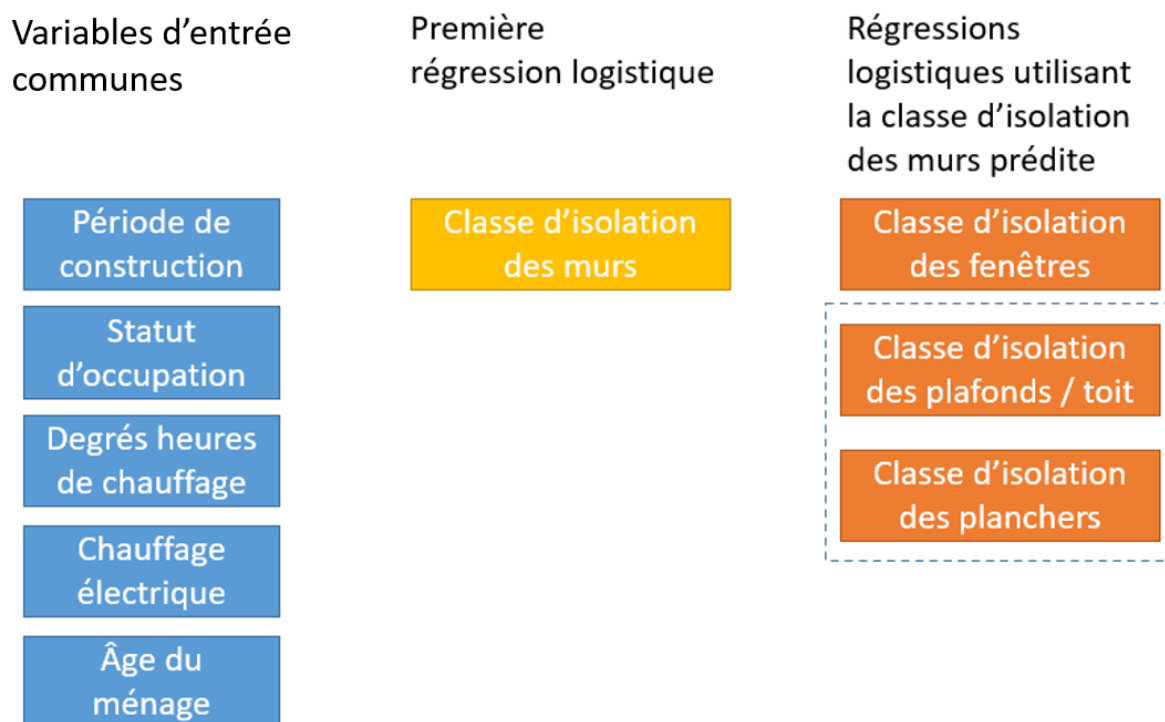 Variables d’entrée
communes
Première
régression logistique
Régressions
logistiques utilisant
la classe d’isolation
des murs prédite
Période de
construction
Statut
d’occupation
Degrés heures
de chauffage
Chauffage
électrique
Âge du
ménage
Classe d’isolation
des murs
Classe d’isolation
des fenêtres
Classe d’isolation
des plafonds / toit
Classe d’isolation
des planchers